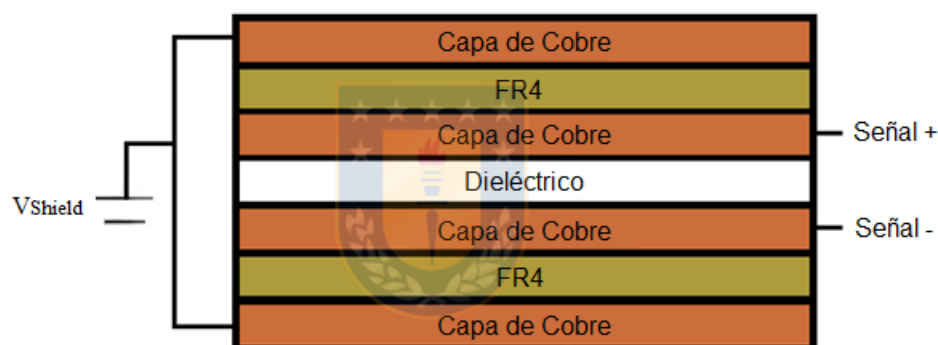 Capa de Cobre
FR4
Capa de Cobre
Señal +
Dieléctrico
VShield
Capa de Cobre
Señal -
FR4
Capa de Cobre